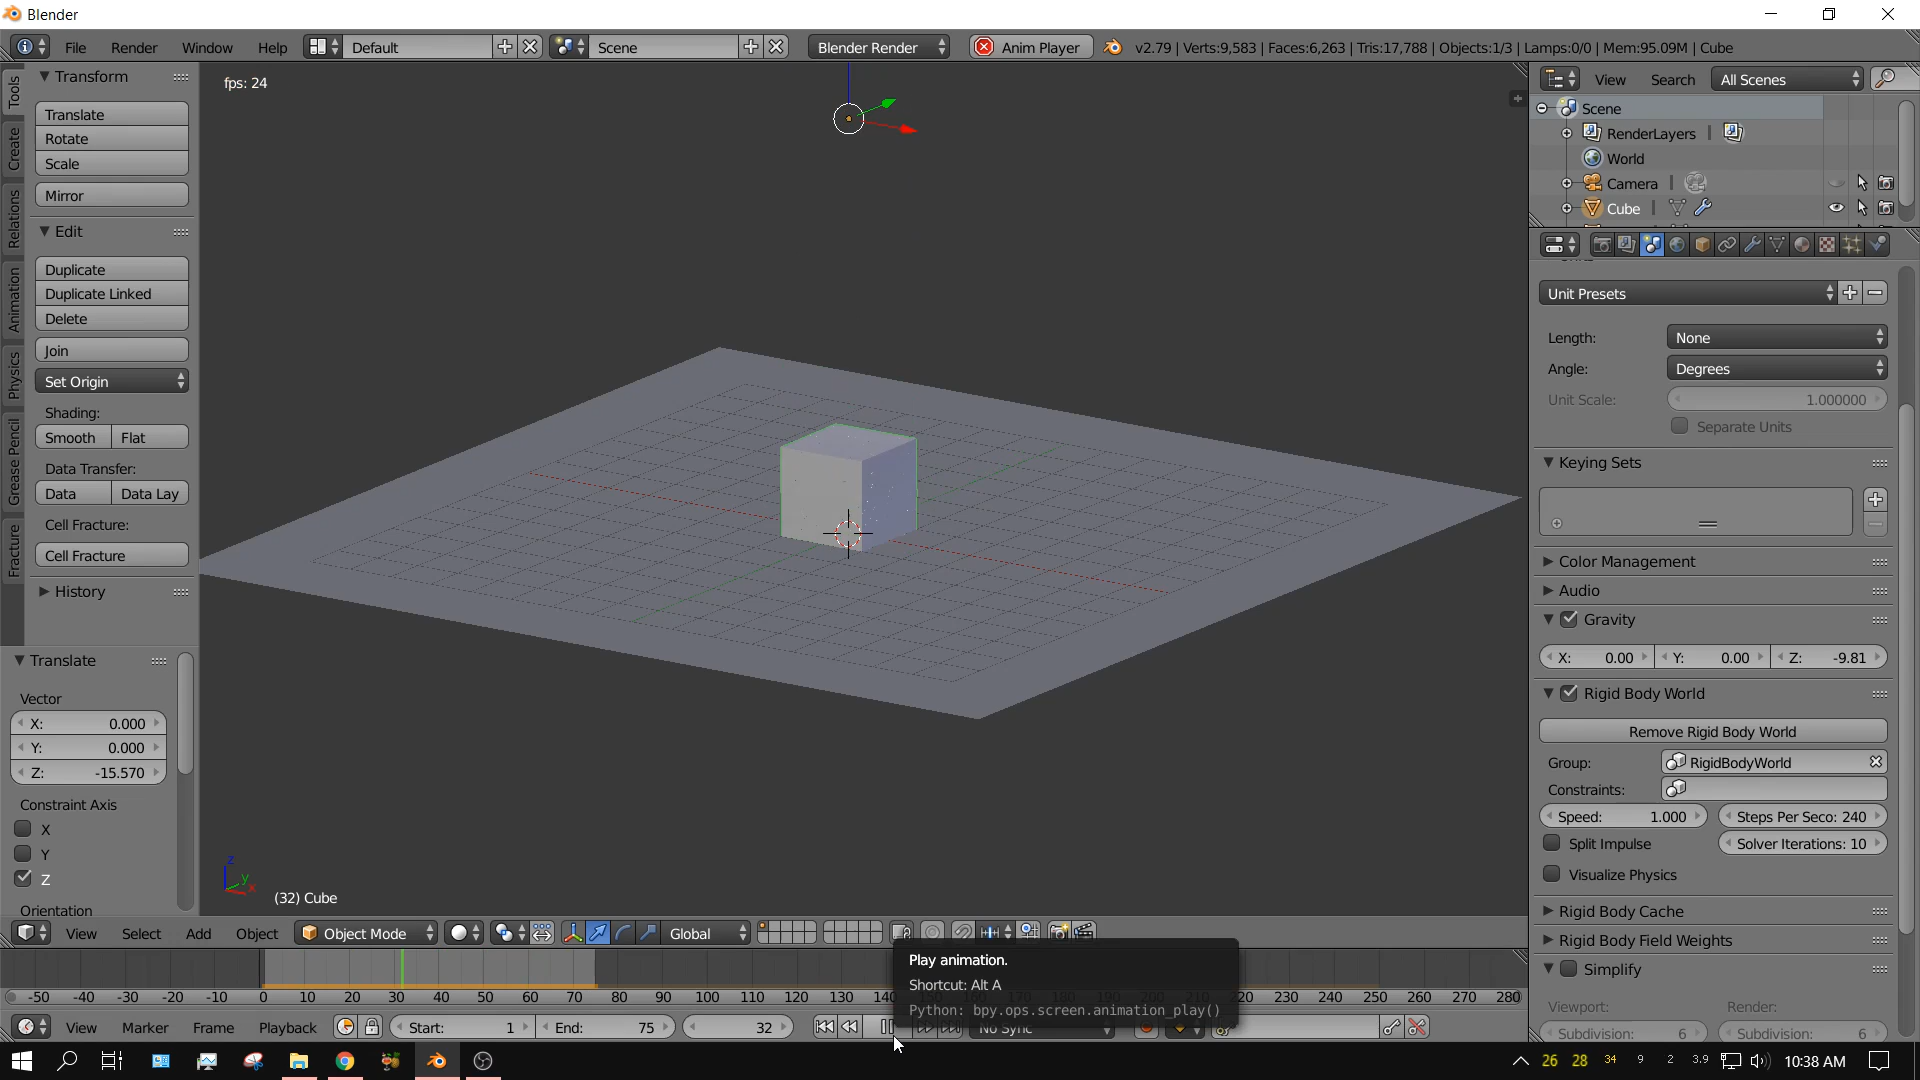 Blender
File Render Window Help Default Scene Blender Render Anim Player v2.79 | Verts:9,583 | Faces:6,263 | Tris:17,788 | Objects:1/3 | Lamps:0/0 | Mem:95.09M | Cube
Tools
Create
Relations
Animation
Physics
Grease Pencil
Fracture
Transform
Translate
Rotate
Scale
Mirror
Edit
Duplicate
Duplicate Linked
Delete
Join
Set Origin
Shading:
Smooth Flat
Data Transfer:
Data Data Lay
Cell Fracture:
Cell Fracture
History
Translate
Vector
X: 0.000
Y: 0.000
Z: -15.570
Constraint Axis
X
Y
Z
Orientation
fps: 24
z
y
x
(32) Cube
View Search All Scenes
Scene
RenderLayers |
World
Camera |
Cube |
Unit Presets
Length: None
Angle: Degrees
Unit Scale: 1.000000
Separate Units
Keying Sets
Color Management
Audio
Gravity
X: 0.00 Y: 0.00 Z: -9.81
Rigid Body World
Remove Rigid Body World
Group: RigidBodyWorld
Constraints:
Speed: 1.000 Steps Per Seco: 240
Split Impulse Solver Iterations: 10
Visualize Physics
Rigid Body Cache
Rigid Body Field Weights
Simplify
Viewport: Render:
Subdivision: 6 Subdivision: 6
View Select Add Object Object Mode Global
Play animation.
Shortcut: Alt A
Python: bpy.ops.screen.animation_play()
-50 -40 -30 -20 -10 0 10 20 30 40 50 60 70 80 90 100 110 120 130 140 220 230 240 250 260 270 280
View Marker Frame Playback Start: 1 End: 75 32 No Sync
26 28 34 9 2 3.9 10:38 AM